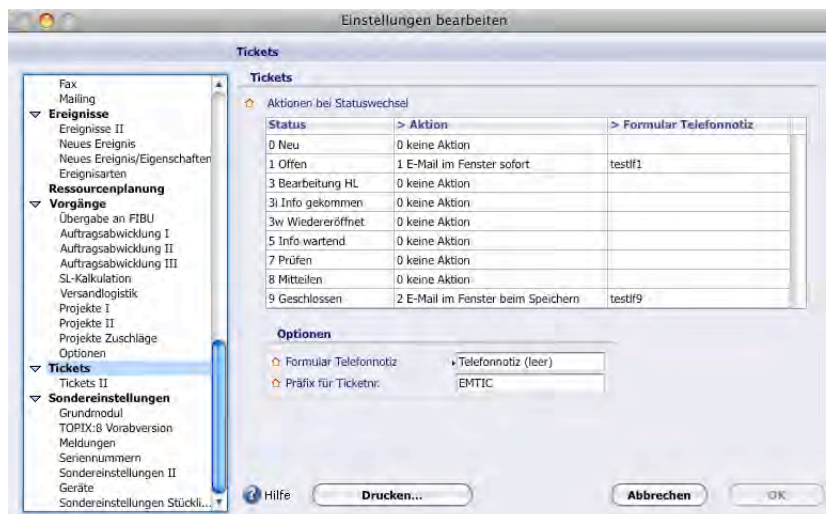 Einstellungen bearbeiten
Tickets
Fax
Mailing
Ereignisse
Ereignisse II
Neues Ereignis
Neues Ereignis/Eigenschaften
Ereignisarten
Ressourcenplanung
Vorgänge
Übergabe an FIBU
Auftragsabwicklung I
Auftragsabwicklung II
Auftragsabwicklung III
SL-Kalkulation
Versandlogistik
Projekte I
Projekte II
Projekte Zuschläge
Optionen
Tickets
Tickets II
Sondereinstellungen
Grundmodul
TOPIX:8 Vorabversion
Meldungen
Seriennummern
Sondereinstellungen II
Geräte
Sondereinstellungen Stückli...
Tickets
Aktionen bei Statuswechsel
Status > Aktion > Formular Telefonnotiz
0 Neu 0 keine Aktion
1 Offen 1 E-Mail im Fenster sofort testlf1
3 Bearbeitung HL 0 keine Aktion
3i Info gekommen 0 keine Aktion
3w Wiedereröffnet 0 keine Aktion
5 Info wartend 0 keine Aktion
7 Prüfen 0 keine Aktion
8 Mitteilen 0 keine Aktion
9 Geschlossen 2 E-Mail im Fenster beim Speichern testlf9
Optionen
Formular Telefonnotiz Telefonnotiz (leer)
Präfix für Ticketnr. EMTIC
? Hilfe Drucken... Abbrechen OK